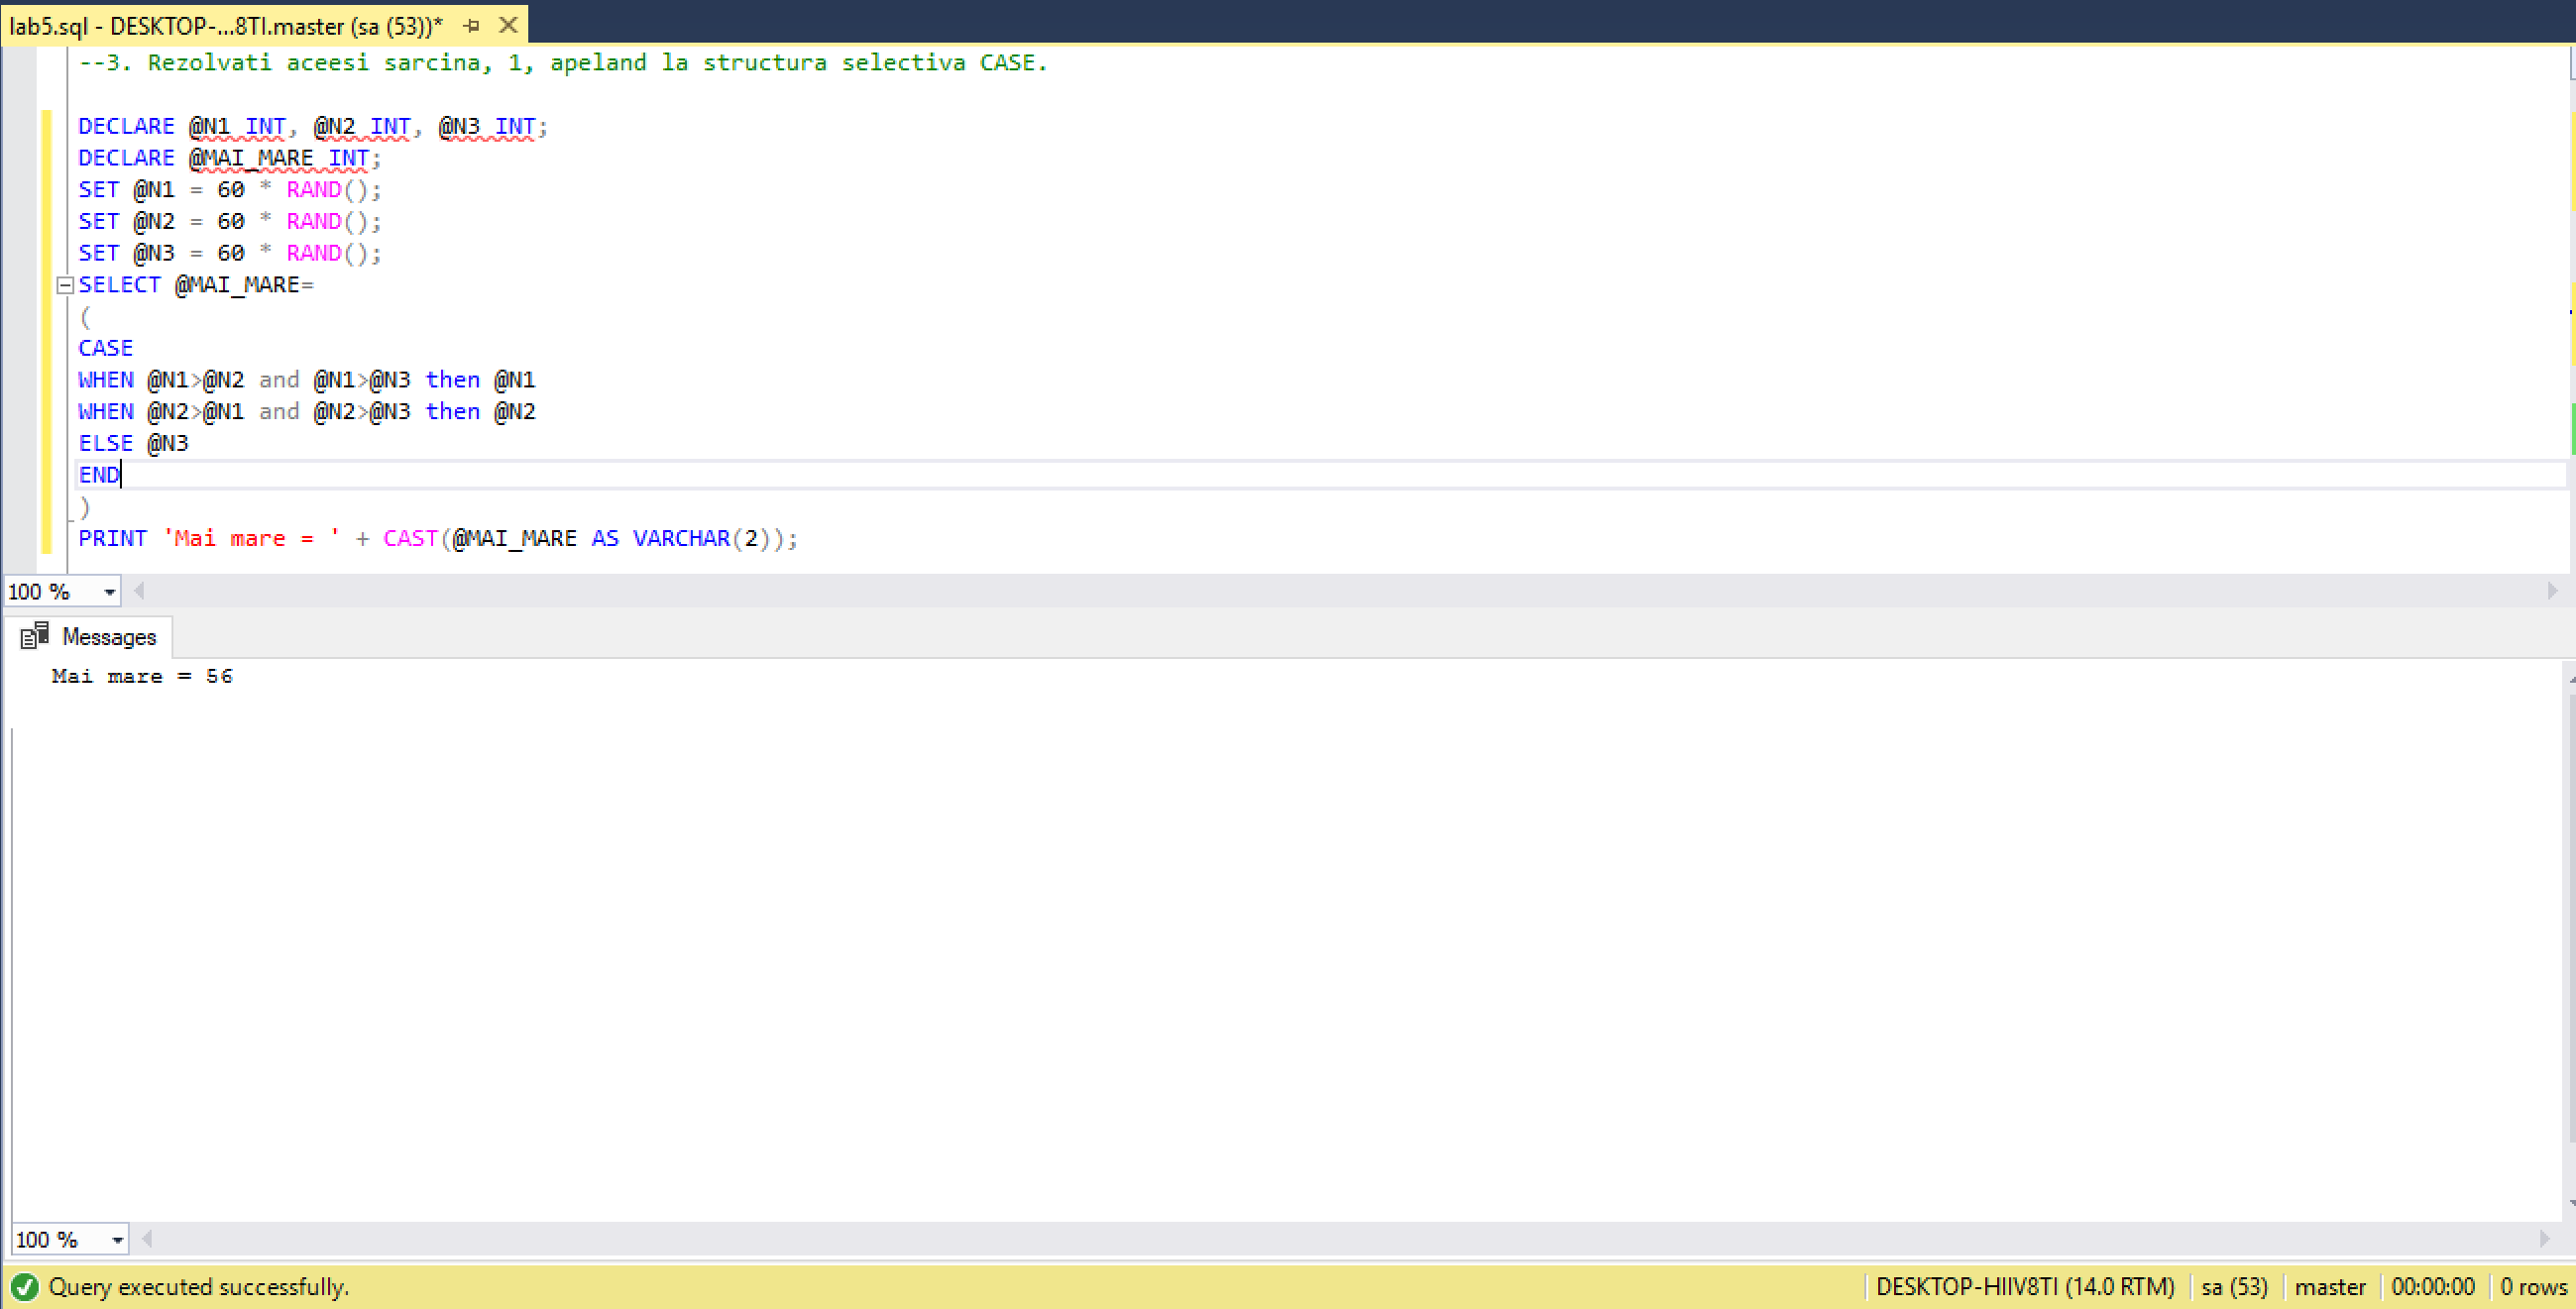 lab5.sql - DESKTOP-...8TI.master (sa (53))*
--3. Rezolvati aceesi sarcina, 1, apeland la structura selectiva CASE.
DECLARE @N1 INT, @N2 INT, @N3 INT;
DECLARE @MAI_MARE INT;
SET @N1 = 60 * RAND();
SET @N2 = 60 * RAND();
SET @N3 = 60 * RAND();
SELECT @MAI_MARE=
(
CASE
WHEN @N1>@N2 and @N1>@N3 then @N1
WHEN @N2>@N1 and @N2>@N3 then @N2
ELSE @N3
END
)
PRINT 'Mai mare = ' + CAST(@MAI_MARE AS VARCHAR(2));
100 %
Messages
Mai mare = 56
100 %
Query executed successfully. DESKTOP-HIIV8TI (14.0 RTM) sa (53) master 00:00:00 0 rows